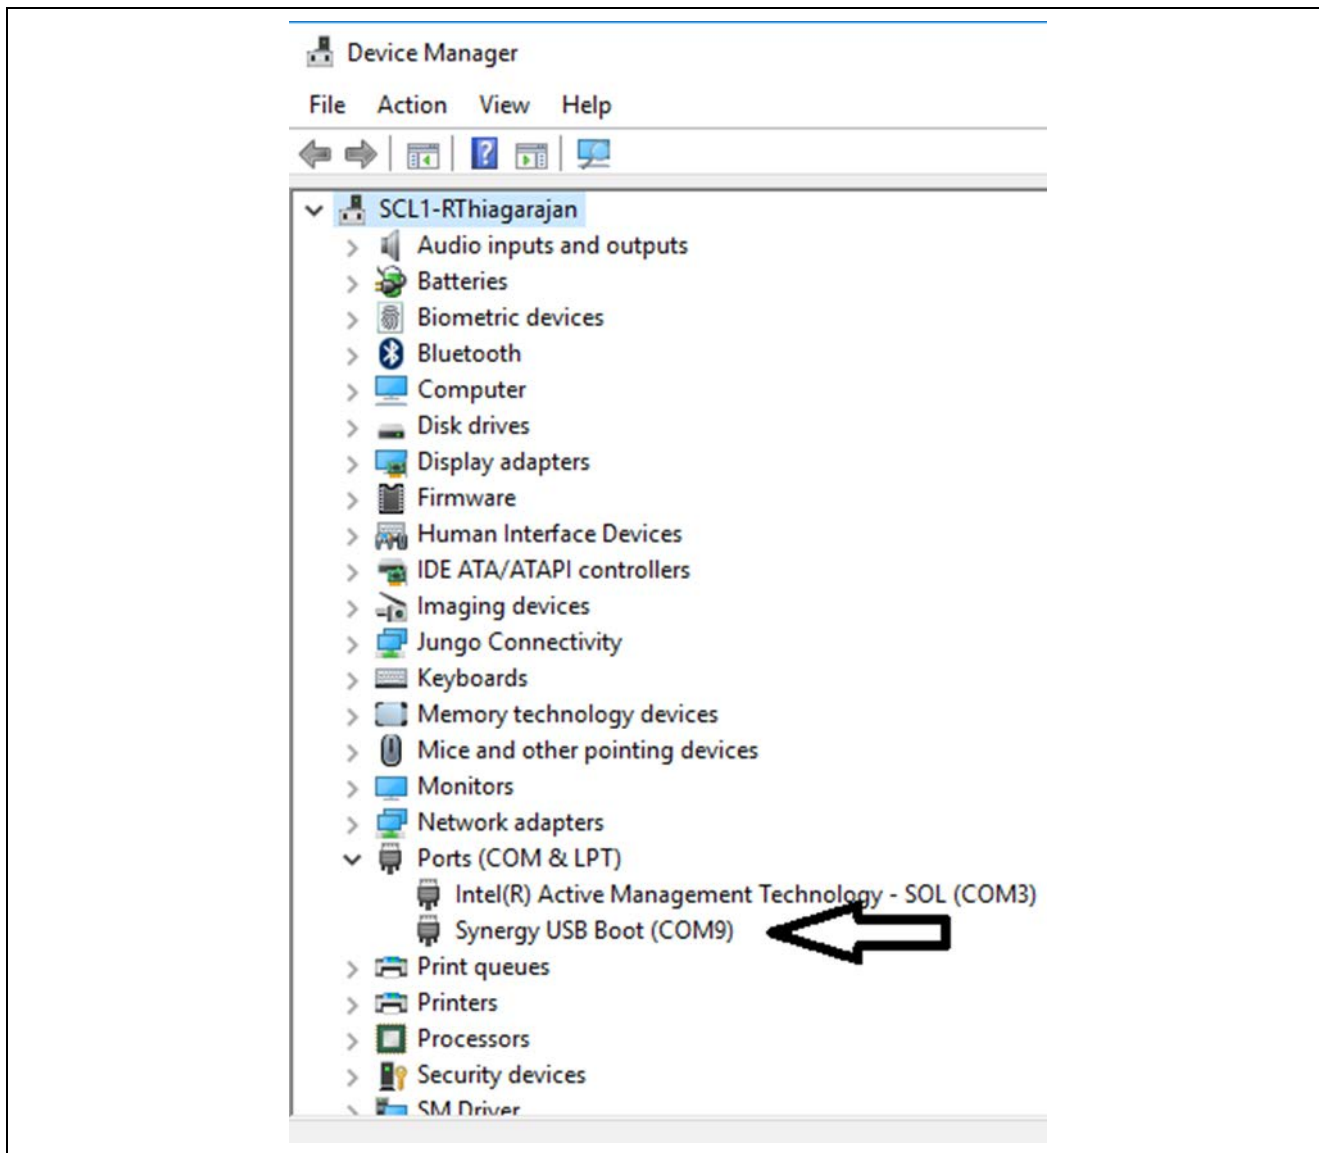 Device Manager
File Action View Help
SCL1-RThiagarajan
Audio inputs and outputs
Batteries
Biometric devices
Bluetooth
Computer
Disk drives
Display adapters
Firmware
Human Interface Devices
IDE ATA/ATAPI controllers
Imaging devices
Jungo Connectivity
Keyboards
Memory technology devices
Mice and other pointing devices
Monitors
Network adapters
Ports (COM & LPT)
Intel(R) Active Management Technology - SOL (COM3)
Synergy USB Boot (COM9)
Print queues
Printers
Processors
Security devices
SM Driver